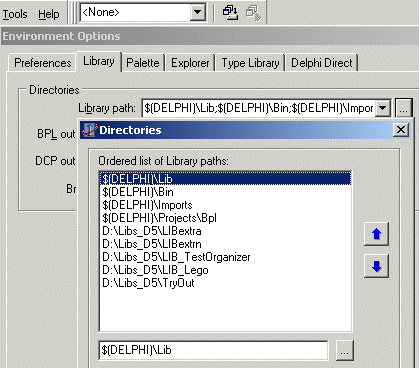 Tools Help <None>
Environment Options
Preferences Library Palette Explorer Type Library Delphi Direct
Directories
Library path: $(DELPHI)\Lib;$(DELPHI)\Bin;$(DELPHI)\Impor ...
BPL out
Directories
DCP out
Ordered list of Library paths:
$(DELPHI)\Lib
Br
$(DELPHI)\Bin
$(DELPHI)\Imports
$(DELPHI)\Projects\Bpl
D:\Libs_D5\LIBextra
D:\Libs_D5\LIBextrn
D:\Libs_D5\LIB_TestOrganizer
D:\Libs_D5\LIB_Lego
D:\Libs_D5\TryOut
$(DELPHI)\Lib ...